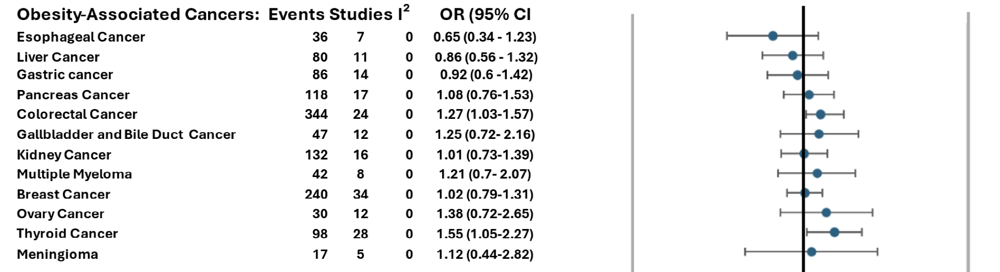 Obesity-Associated Cancers: Events Studies I² OR (95% CI
Esophageal Cancer 36 7 0 0.65 (0.34 - 1.23)
Liver Cancer 80 11 0 0.86 (0.56 - 1.32)
Gastric cancer 86 14 0 0.92 (0.6 -1.42)
Pancreas Cancer 118 17 0 1.08 (0.76-1.53)
Colorectal Cancer 344 24 0 1.27 (1.03-1.57)
Gallbladder and Bile Duct Cancer 47 12 0 1.25 (0.72- 2.16)
Kidney Cancer 132 16 0 1.01 (0.73-1.39)
Multiple Myeloma 42 8 0 1.21 (0.7- 2.07)
Breast Cancer 240 34 0 1.02 (0.79-1.31)
Ovary Cancer 30 12 0 1.38 (0.72-2.65)
Thyroid Cancer 98 28 0 1.55 (1.05-2.27)
Meningioma 17 5 0 1.12 (0.44-2.82)